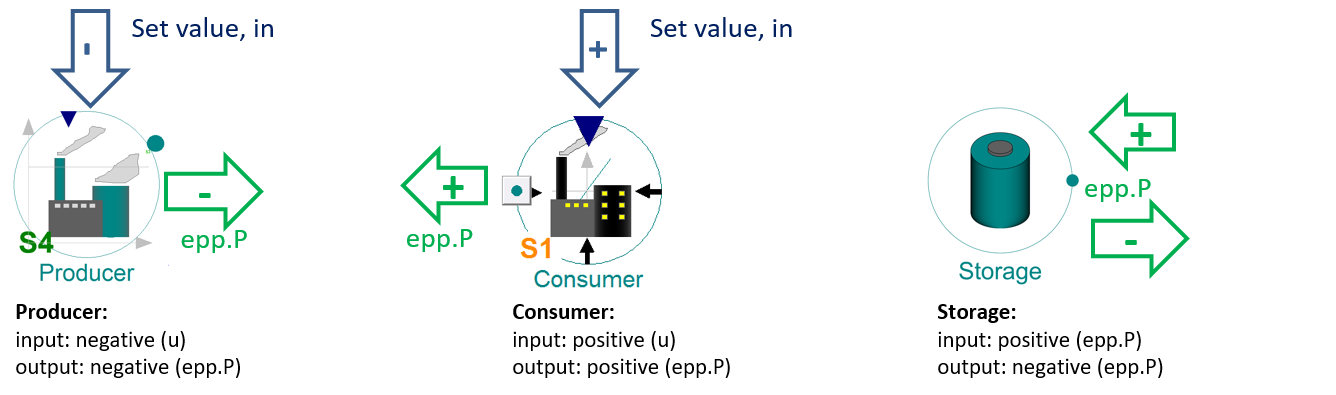 Set value, in
Set value, in
-
+
+
-
+
epp.P
epp.P
epp.P
-
S4
S1
Producer
Consumer
Storage
Producer:
input: negative (u)
output: negative (epp.P)
Consumer:
input: positive (u)
output: positive (epp.P)
Storage:
input: positive (epp.P)
output: negative (epp.P)